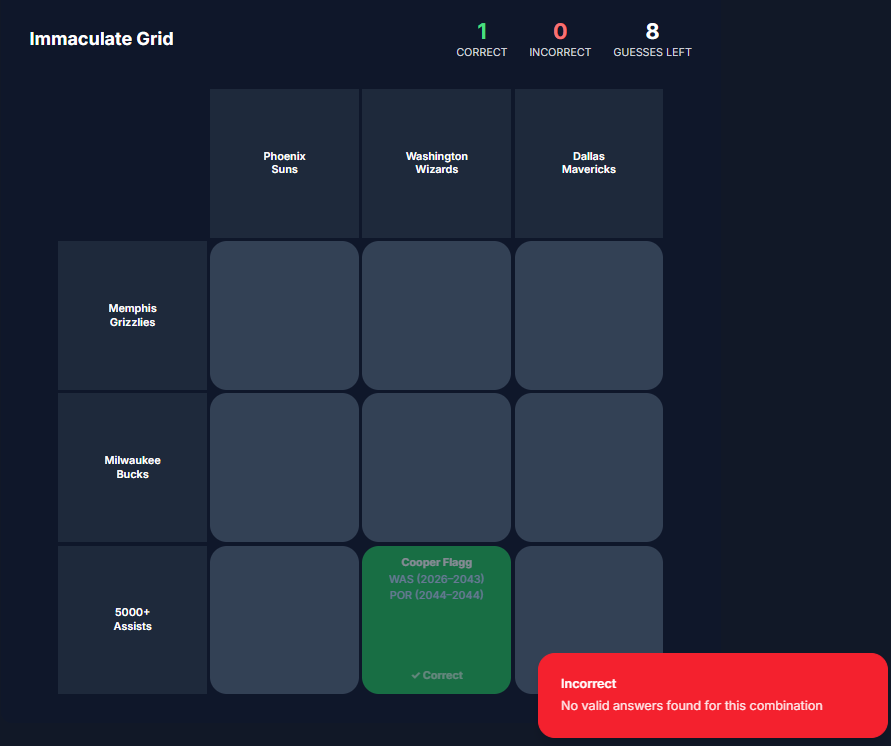 Immaculate Grid
1
CORRECT
0
INCORRECT
8
GUESSES LEFT
Phoenix
Suns
Washington
Wizards
Dallas
Mavericks
Memphis
Grizzlies
Milwaukee
Bucks
5000+
Assists
Cooper Flagg
WAS (2026–2043)
POR (2044–2044)
✓ Correct
Incorrect
No valid answers found for this combination